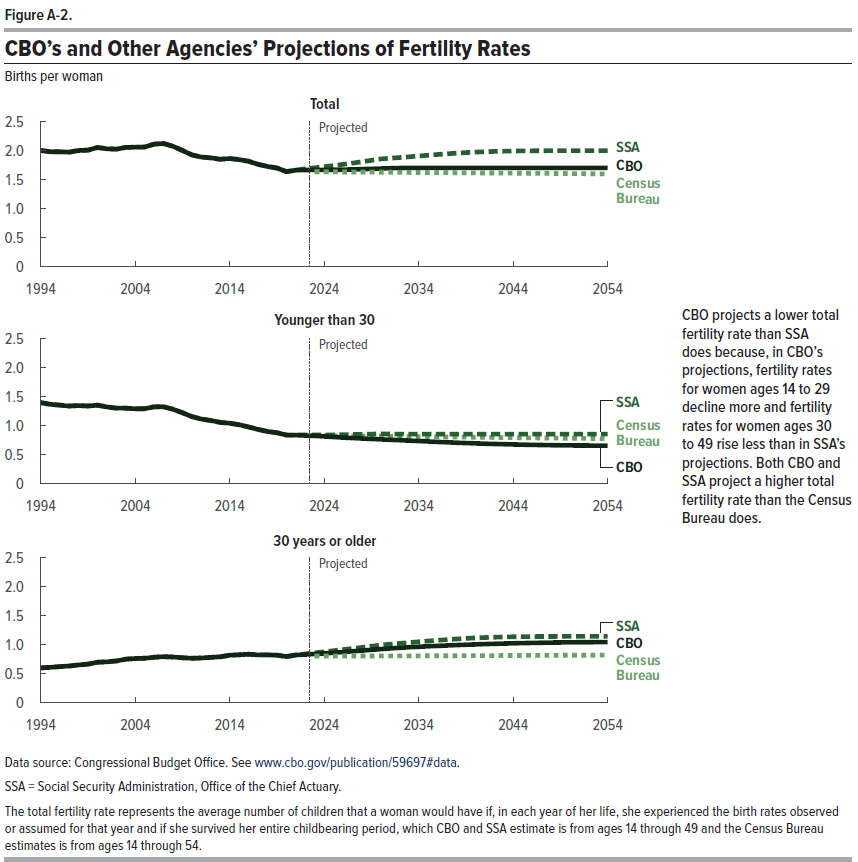 Figure A-2.
CBO’s and Other Agencies’ Projections of Fertility Rates
Births per woman
Total
Projected
2.5
2.0
1.5
1.0
0.5
0
SSA
CBO
Census
Bureau
1994 2004 2014 2024 2034 2044 2054
Younger than 30
Projected
2.5
2.0
1.5
1.0
0.5
0
SSA
Census
Bureau
CBO
1994 2004 2014 2024 2034 2044 2054
30 years or older
Projected
2.5
2.0
1.5
1.0
0.5
0
SSA
CBO
Census
Bureau
1994 2004 2014 2024 2034 2044 2054
CBO projects a lower total
fertility rate than SSA
does because, in CBO’s
projections, fertility rates
for women ages 14 to 29
decline more and fertility
rates for women ages 30
to 49 rise less than in SSA’s
projections. Both CBO and
SSA project a higher total
fertility rate than the Census
Bureau does.
Data source: Congressional Budget Office. See www.cbo.gov/publication/59697#data.
SSA = Social Security Administration, Office of the Chief Actuary.
The total fertility rate represents the average number of children that a woman would have if, in each year of her life, she experienced the birth rates observed
or assumed for that year and if she survived her entire childbearing period, which CBO and SSA estimate is from ages 14 through 49 and the Census Bureau
estimates is from ages 14 through 54.